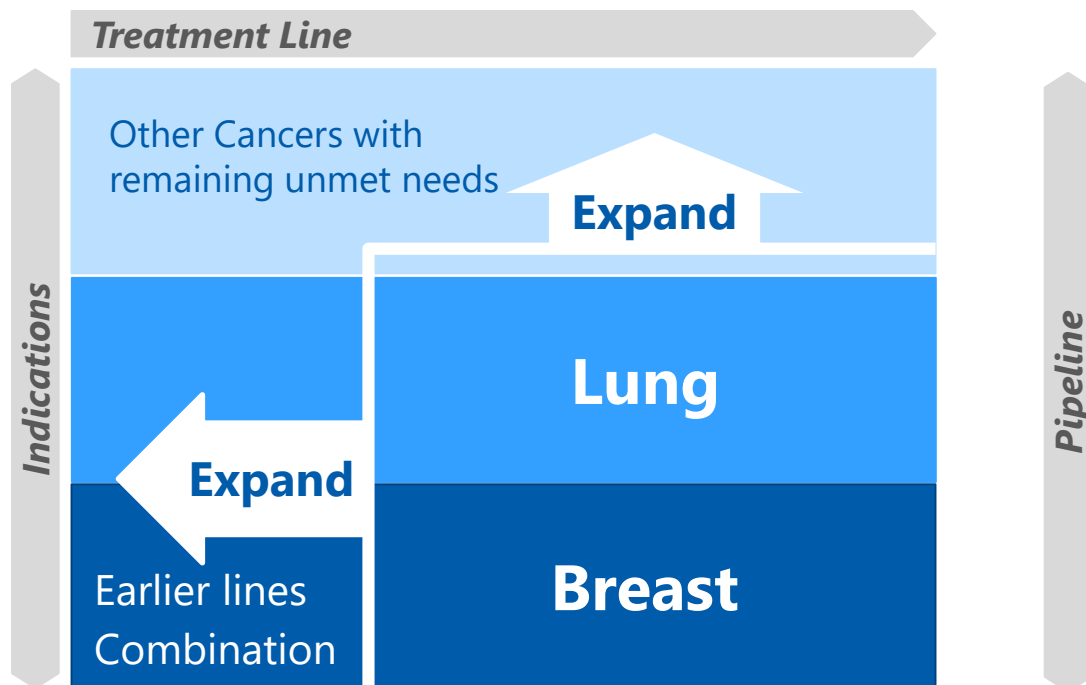 Treatment Line
Other Cancers with
remaining unmet needs
Expand
Indications
Lung
Pipeline
Expand
Breast
Earlier lines
Combination